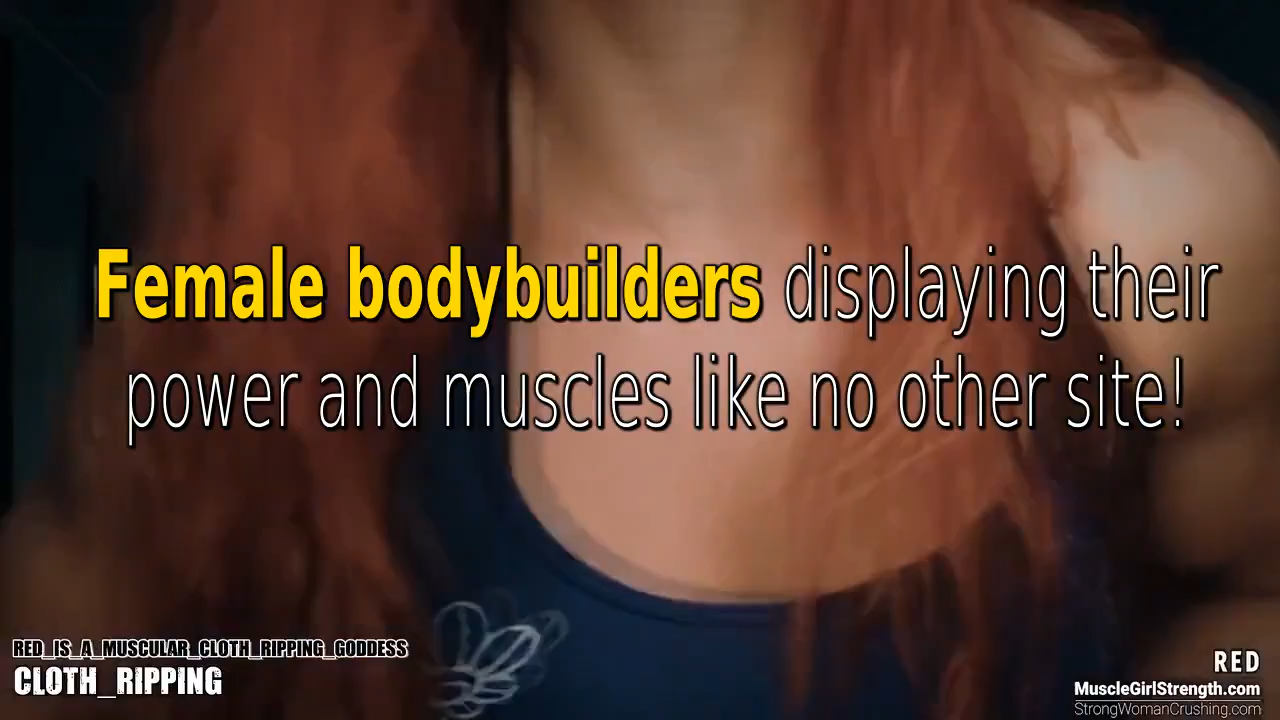 Female bodybuilders displaying their
power and muscles like no other site!
RED_IS_A_MUSCULAR_CLOTH_RIPPING_GODDESS
CLOTH_RIPPING
RED
MuscleGirlStrength.com
StrongWomanCrushing.com